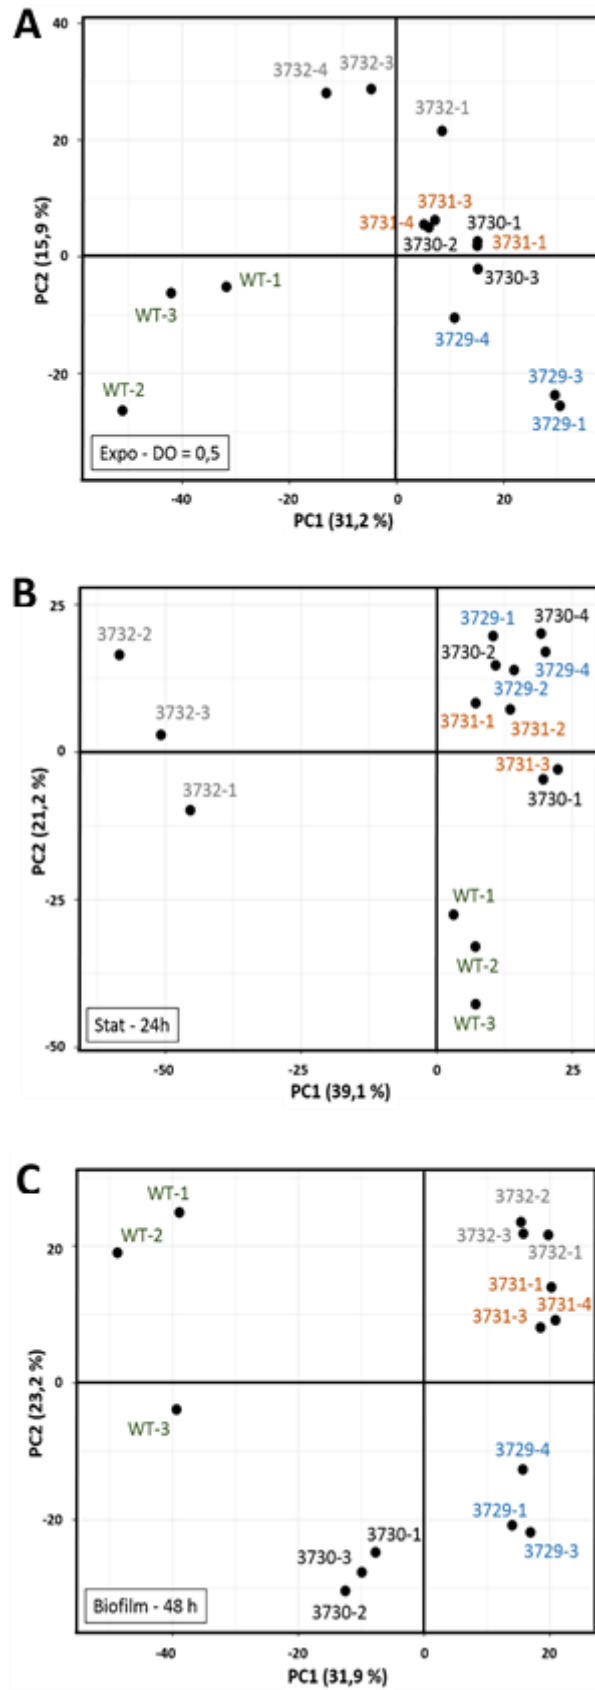 A
40
3732-4
3732-3
3732-1
20
3731-3
3731-4
3730-1
3730-2
3731-1
0
3730-3
WT-1
WT-3
3729-4
-20
3729-3
WT-2
3729-1
Expo - DO = 0,5
PC2 (15,9 %)
-40
-20
0
20
PC1 (31,2 %)
B
25
3729-1
3730-4
3732-2
3730-2
3729-4
3729-2
3732-3
3731-1
3731-2
0
3731-3
3732-1
3730-1
-25
WT-1
WT-2
WT-3
Stat - 24h
-50
PC2 (21,2 %)
-50
-25
0
25
PC1 (39,1 %)
C
WT-1
3732-2
WT-2
3732-3
3732-1
20
3731-1
3731-4
3731-3
0
WT-3
3729-4
3729-1
-20
3730-1
3729-3
3730-3
3730-2
Biofilm - 48 h
PC2 (23,2 %)
-40
-20
0
20
PC1 (31,9 %)